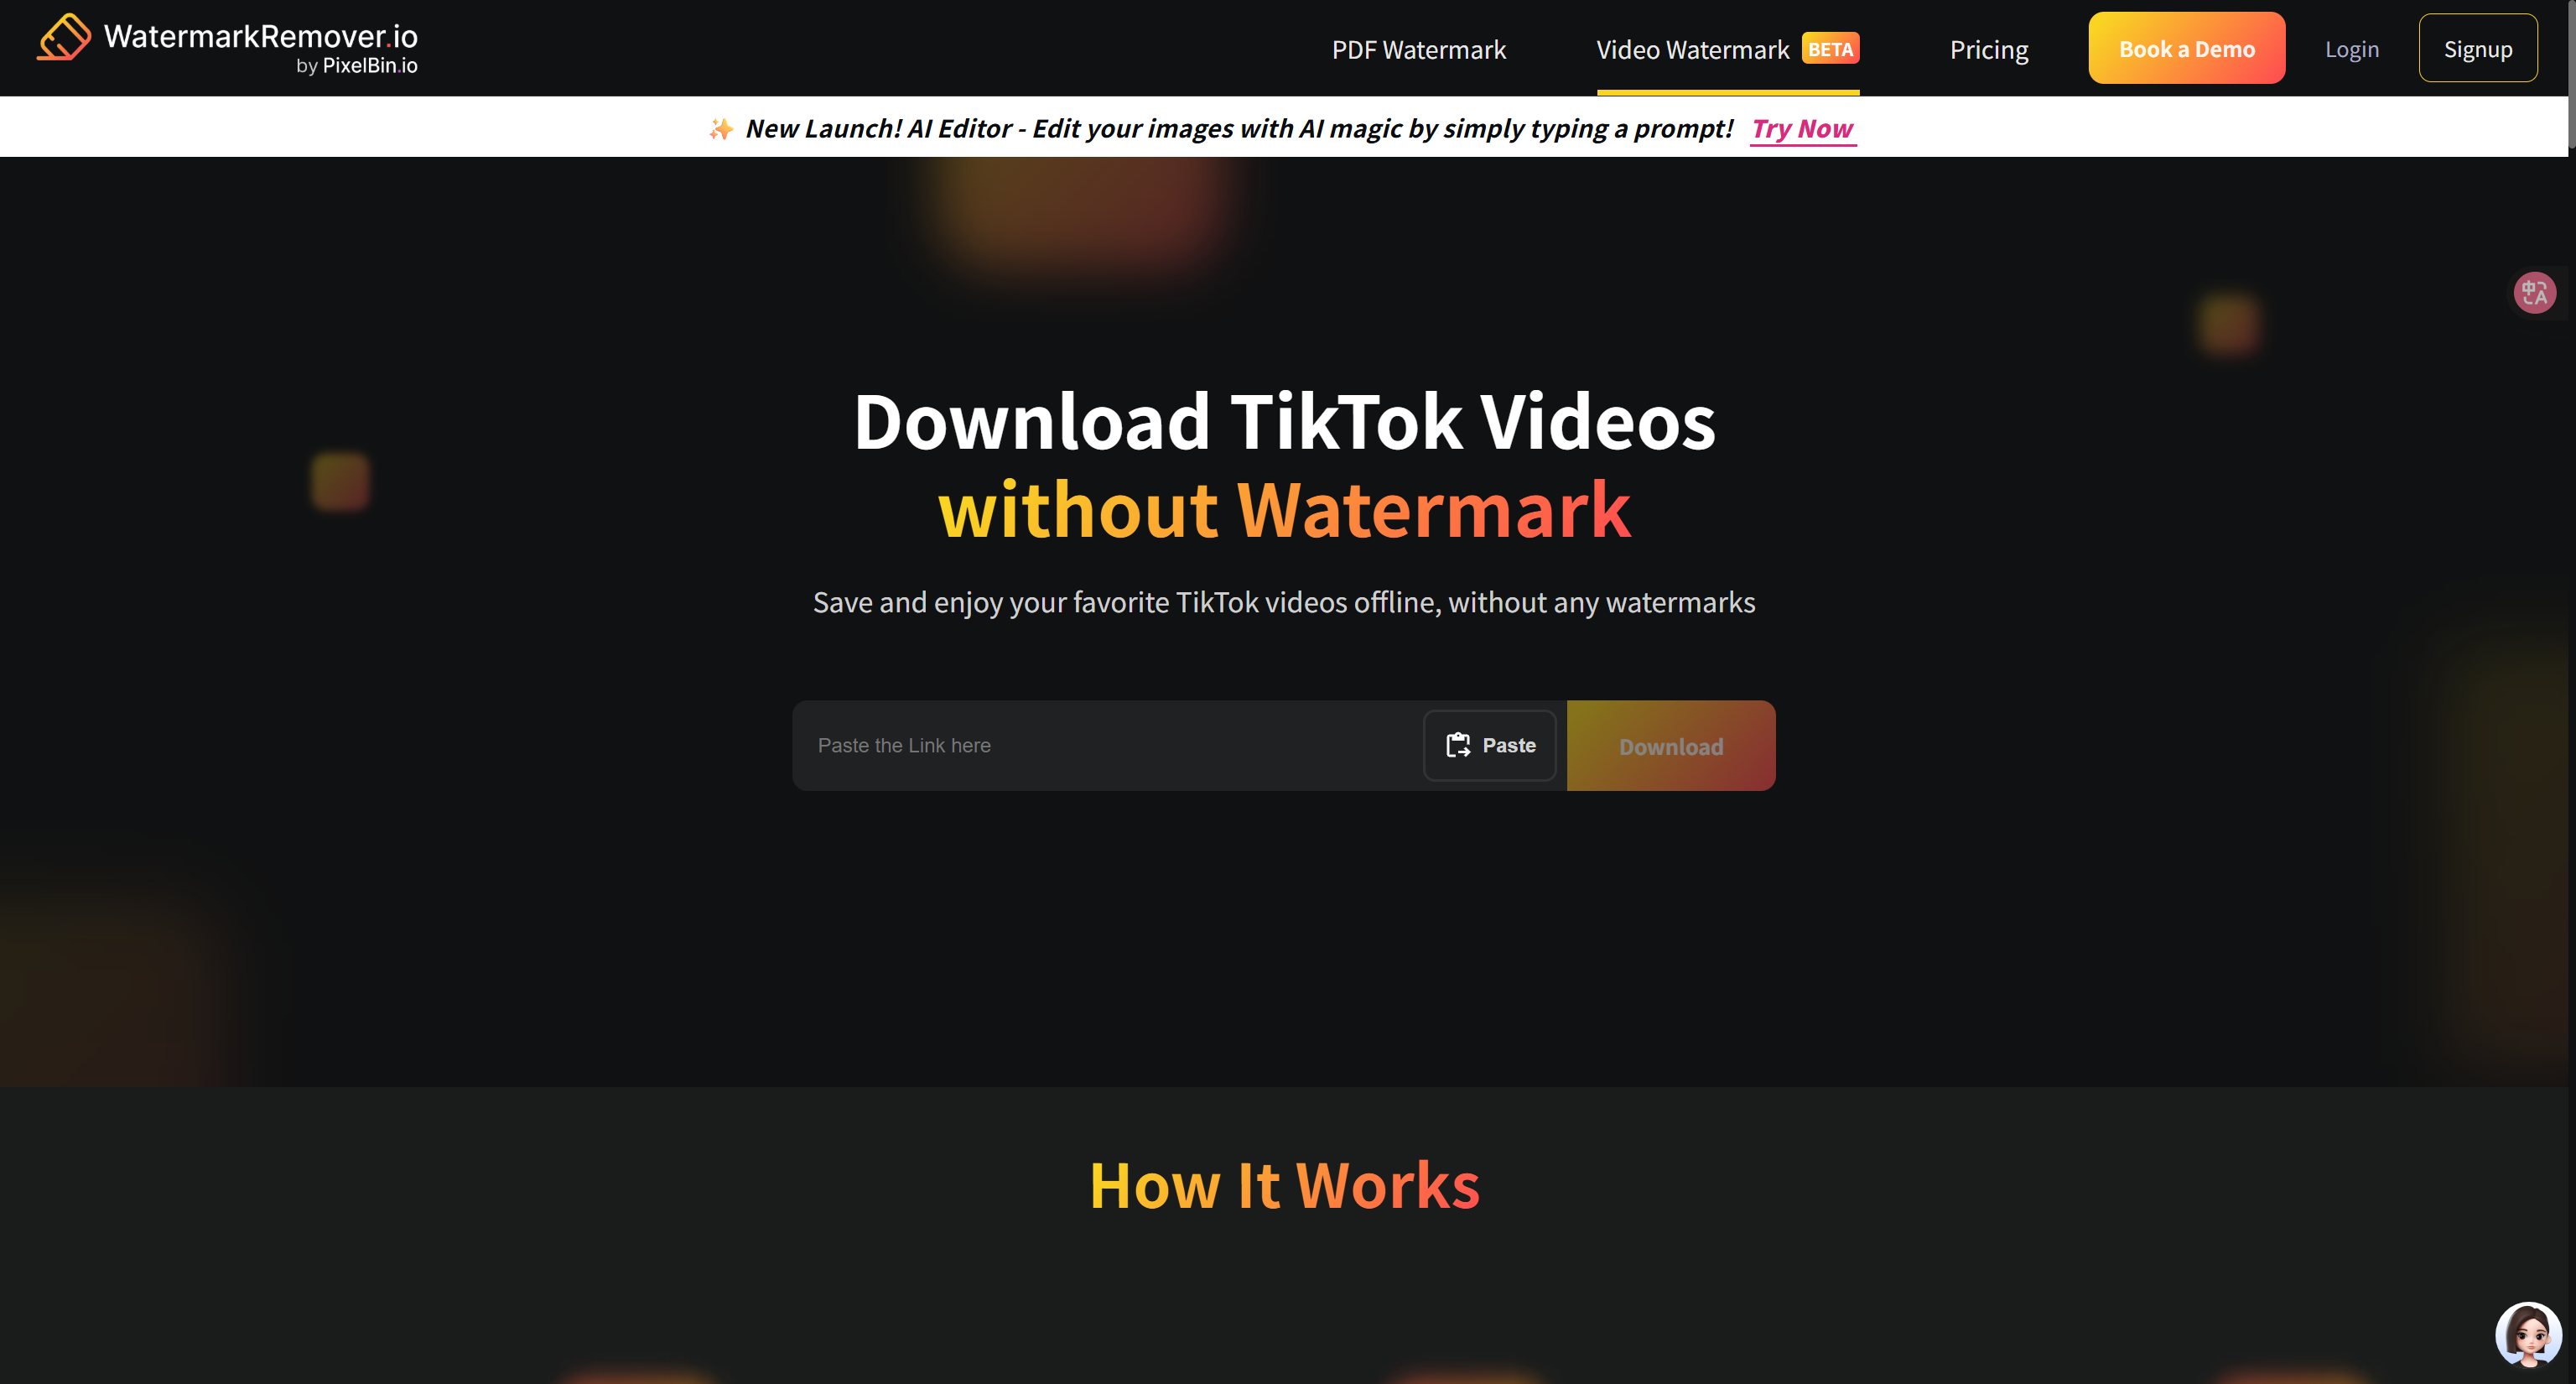 WatermarkRemover.io
by PixelBin.io
PDF Watermark
Video Watermark BETA
Pricing
Book a Demo
Login
Signup
✨ New Launch! AI Editor - Edit your images with AI magic by simply typing a prompt! Try Now
中A
Download TikTok Videos
without Watermark
Save and enjoy your favorite TikTok videos offline, without any watermarks
Paste the Link here
Paste
Download
How It Works